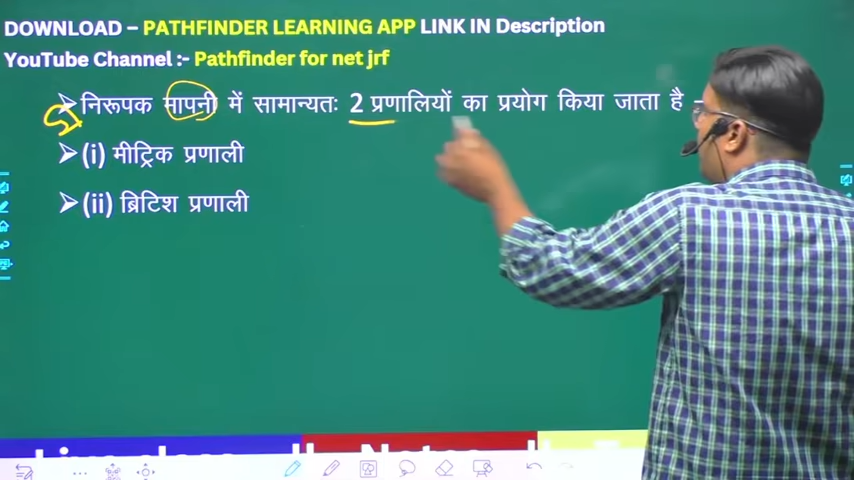 DOWNLOAD – PATHFINDER LEARNING APP LINK IN Description
YouTube Channel :- Pathfinder for net jrf
➤निरूपक मापनी में सामान्यतः 2 प्रणालियों का प्रयोग किया जाता है –
➤(i) मीट्रिक प्रणाली
➤(ii) ब्रिटिश प्रणाली